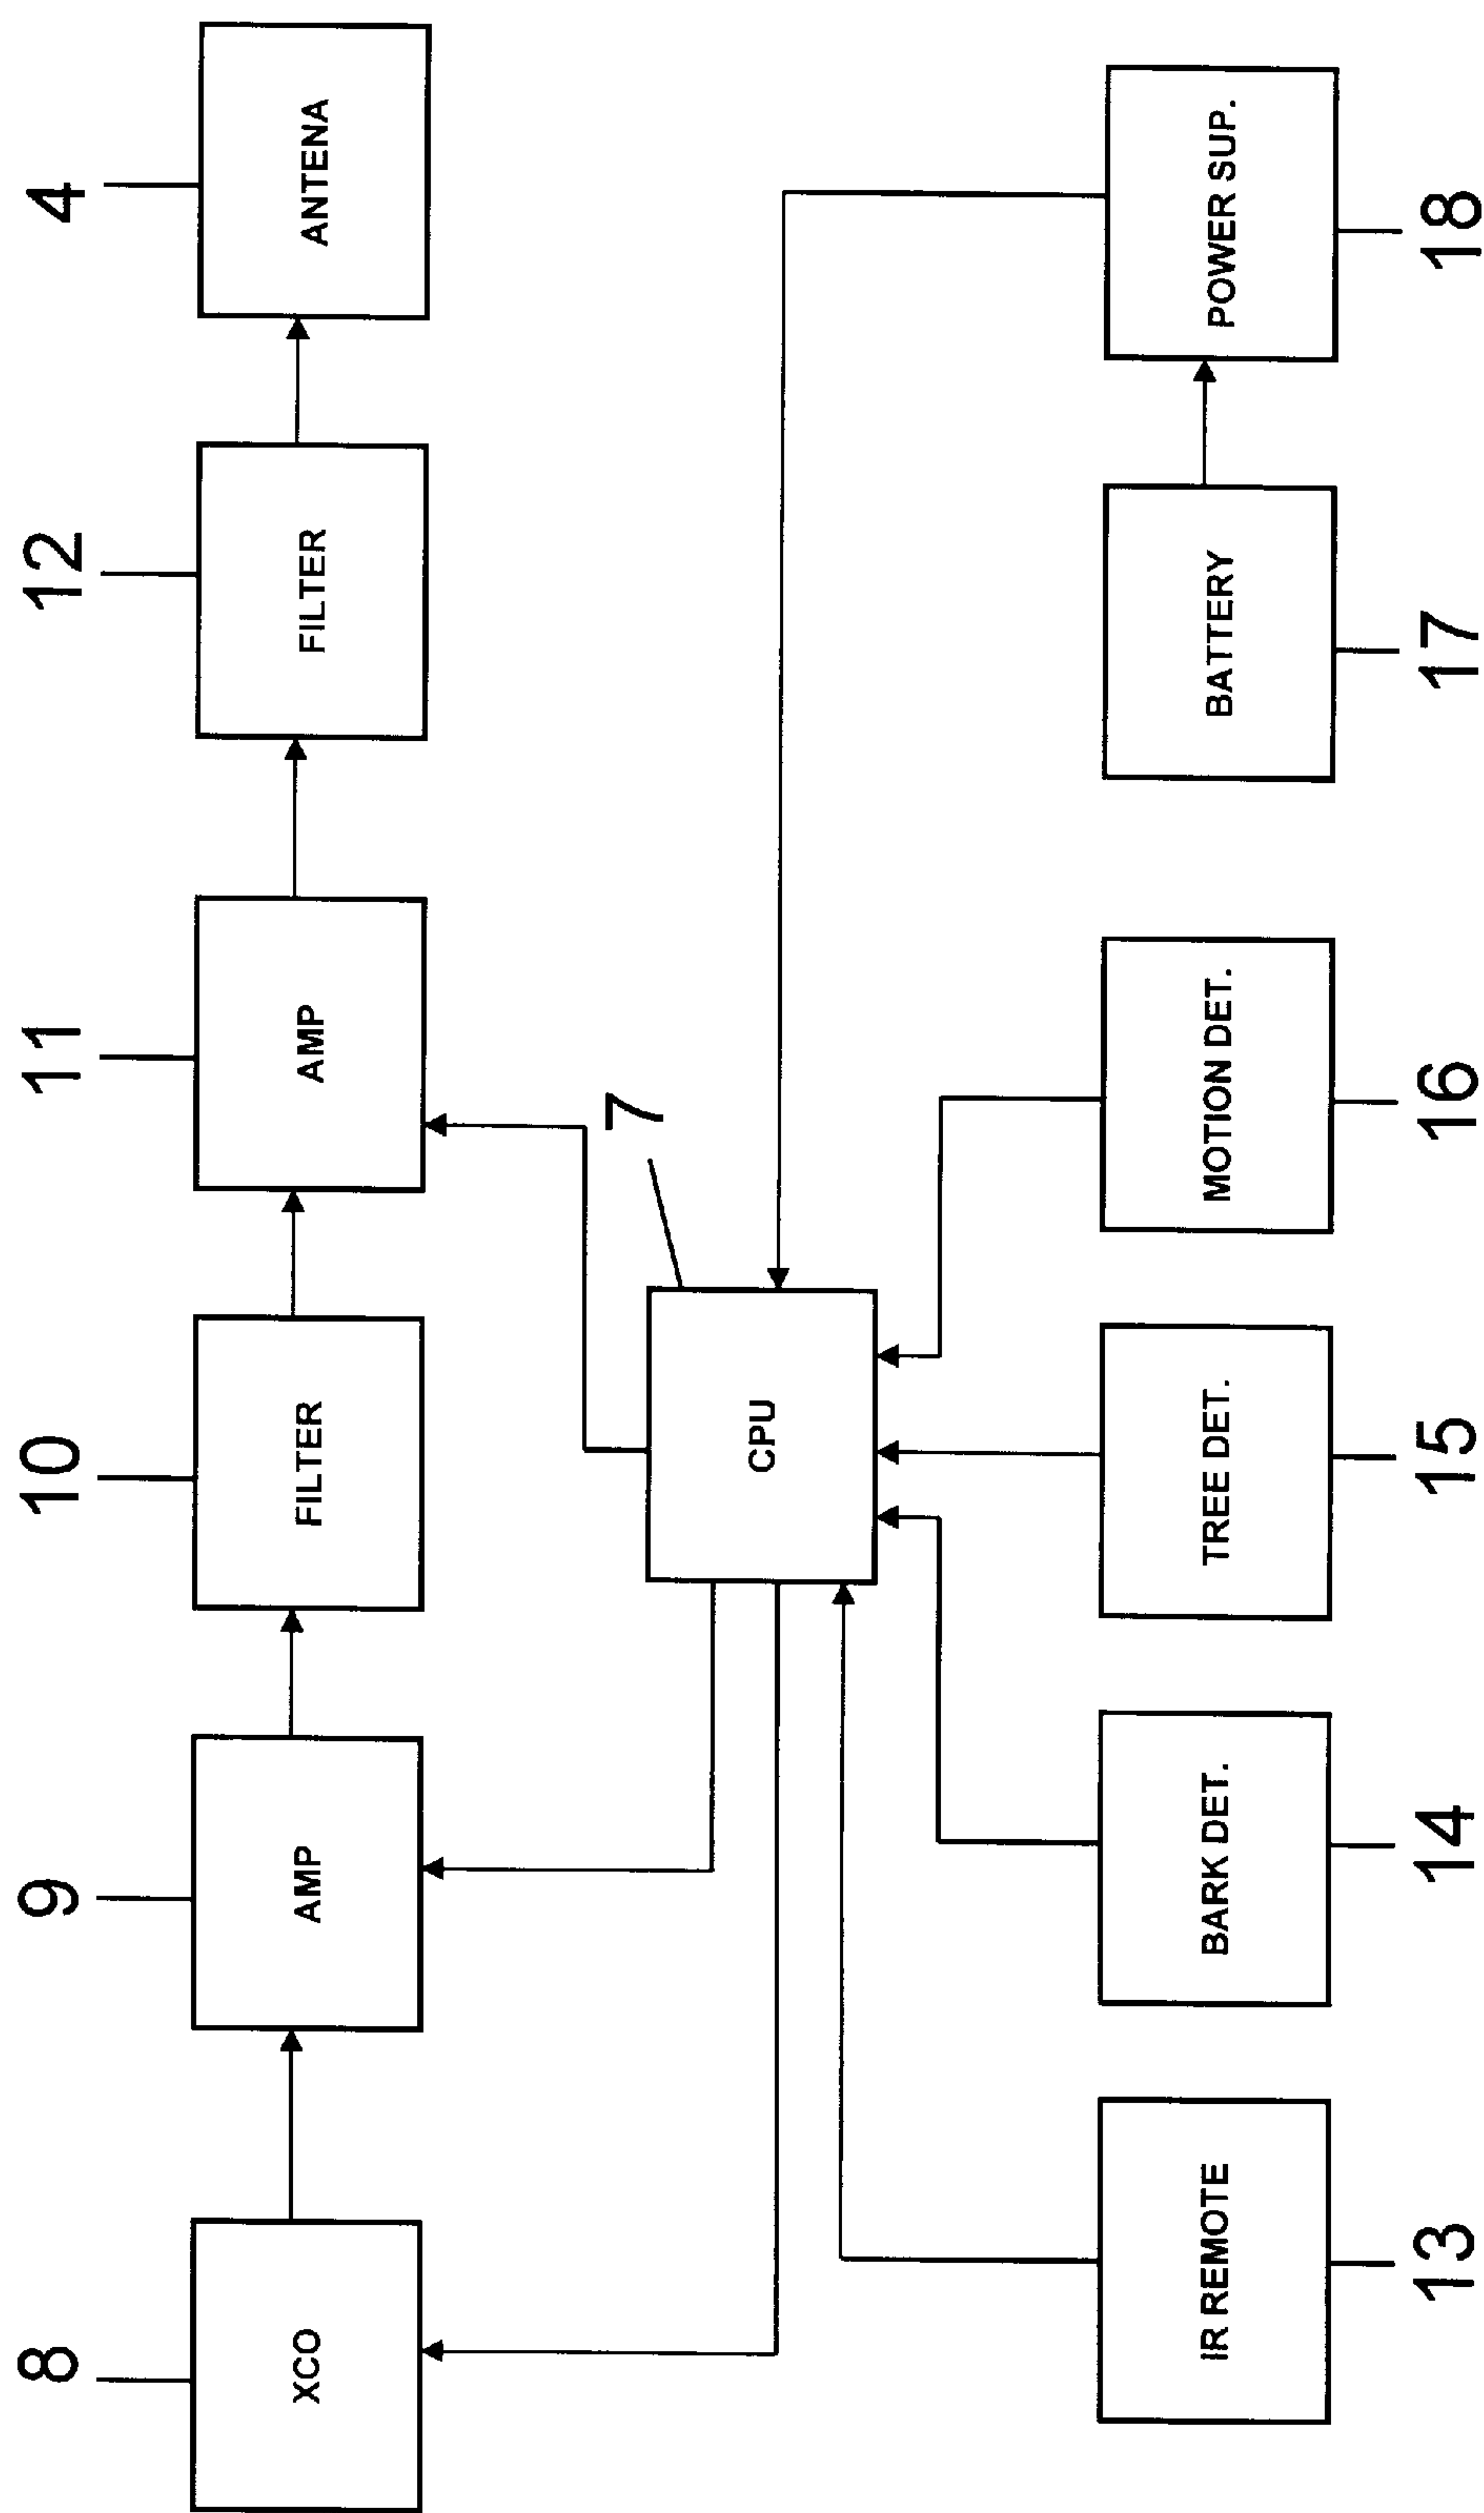 8
9
10
11
12
4
XCO
AMP
FILTER
AMP
FILTER
ANTENA
7
CPU
IR REMOTE
BARK DET.
TREE DET.
MOTION DET.
BATTERY
POWER SUP.
13
14
15
16
17
18